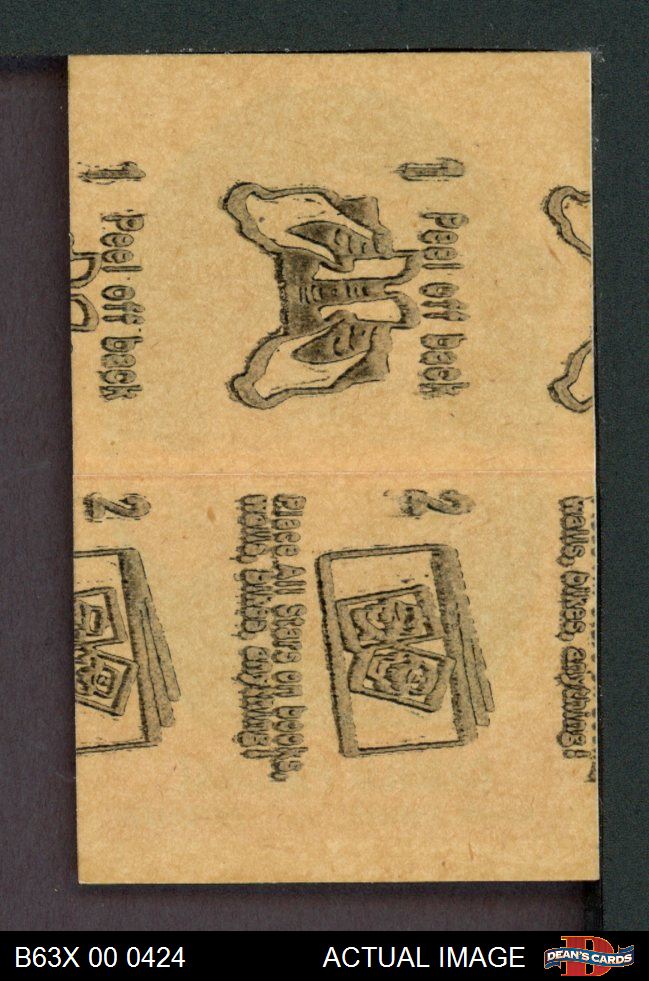 1
Peel off back
1
Peel off back
2
Place All Stars on books,
walls, bikes, anything!
2
walls, bikes, anything!
B63X 00 0424
ACTUAL IMAGE
DEAN'S CARDS